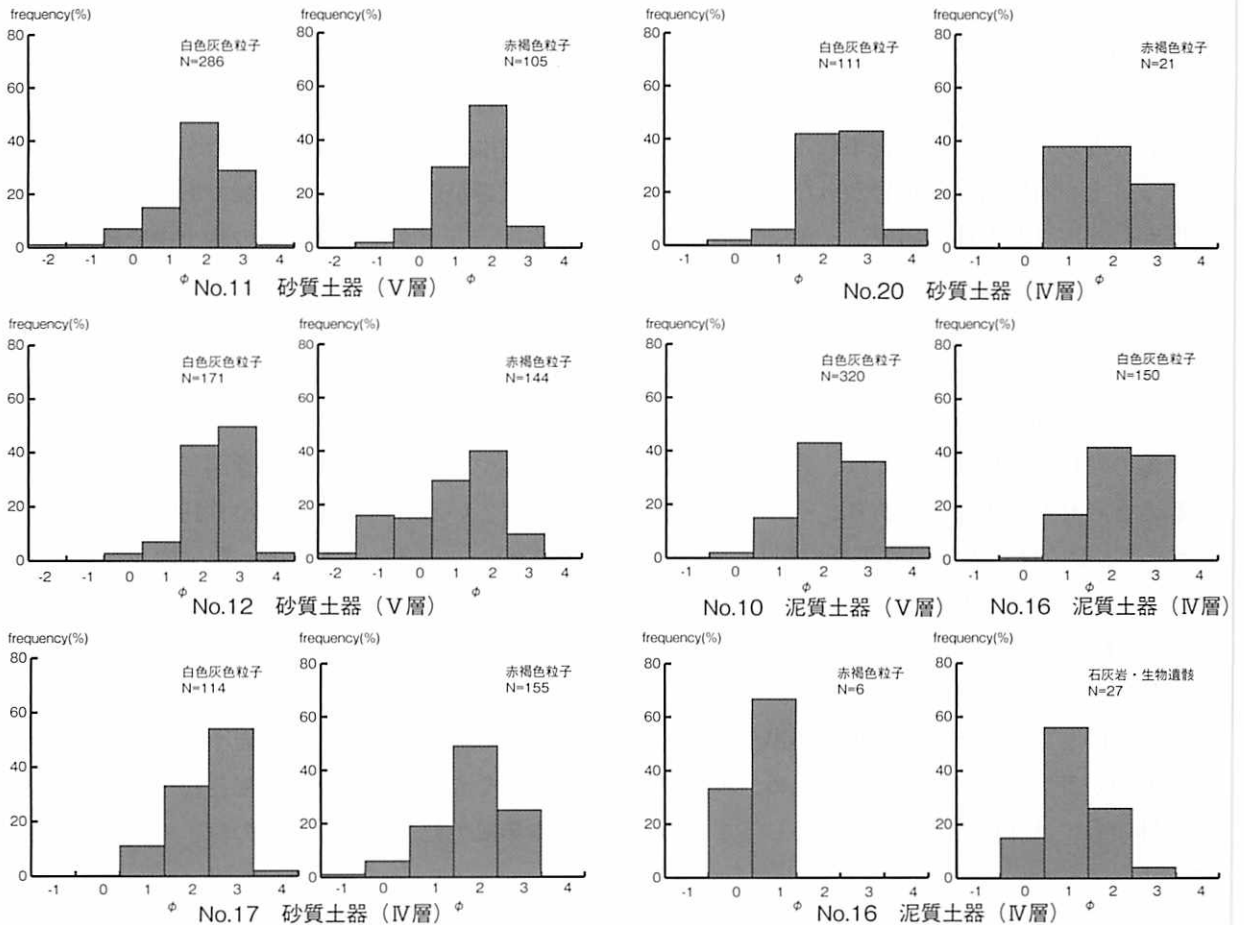 frequency(%)
80
60
40
20
0
白色灰色粒子
N=286
-2 -1 0 1 2 3 4
φ
80
60
40
20
0
赤褐色粒子
N=105
-1 0 1 2 3 4
φ
No.11 砂質土器（Ⅴ層）
frequency(%)
80
60
40
20
0
白色灰色粒子
N=111
-1 0 1 2 3 4
φ
80
60
40
20
0
赤褐色粒子
N=21
-1 0 1 2 3 4
φ
No.20 砂質土器（Ⅳ層）
frequency(%)
80
60
40
20
0
白色灰色粒子
N=171
-2 -1 0 1 2 3 4
φ
80
60
40
20
0
赤褐色粒子
N=144
-2 -1 0 1 2 3 4
φ
No.12 砂質土器（Ⅴ層）
frequency(%)
80
60
40
20
0
白色灰色粒子
N=320
-1 0 1 2 3 4
φ
No.10 泥質土器（Ⅴ層）
frequency(%)
80
60
40
20
0
白色灰色粒子
N=150
-1 0 1 2 3 4
No.16 泥質土器（Ⅳ層）
frequency(%)
80
60
40
20
0
白色灰色粒子
N=114
-1 0 1 2 3 4
φ
80
60
40
20
0
赤褐色粒子
N=155
-1 0 1 2 3 4
φ
No.17 砂質土器（Ⅳ層）
frequency(%)
80
60
40
20
0
赤褐色粒子
N=6
-1 0 1 2 3 4
φ
frequency(%)
80
60
40
20
0
石灰岩・生物遺骸
N=27
-1 0 1 2 3 4
φ
No.16 泥質土器（Ⅳ層）